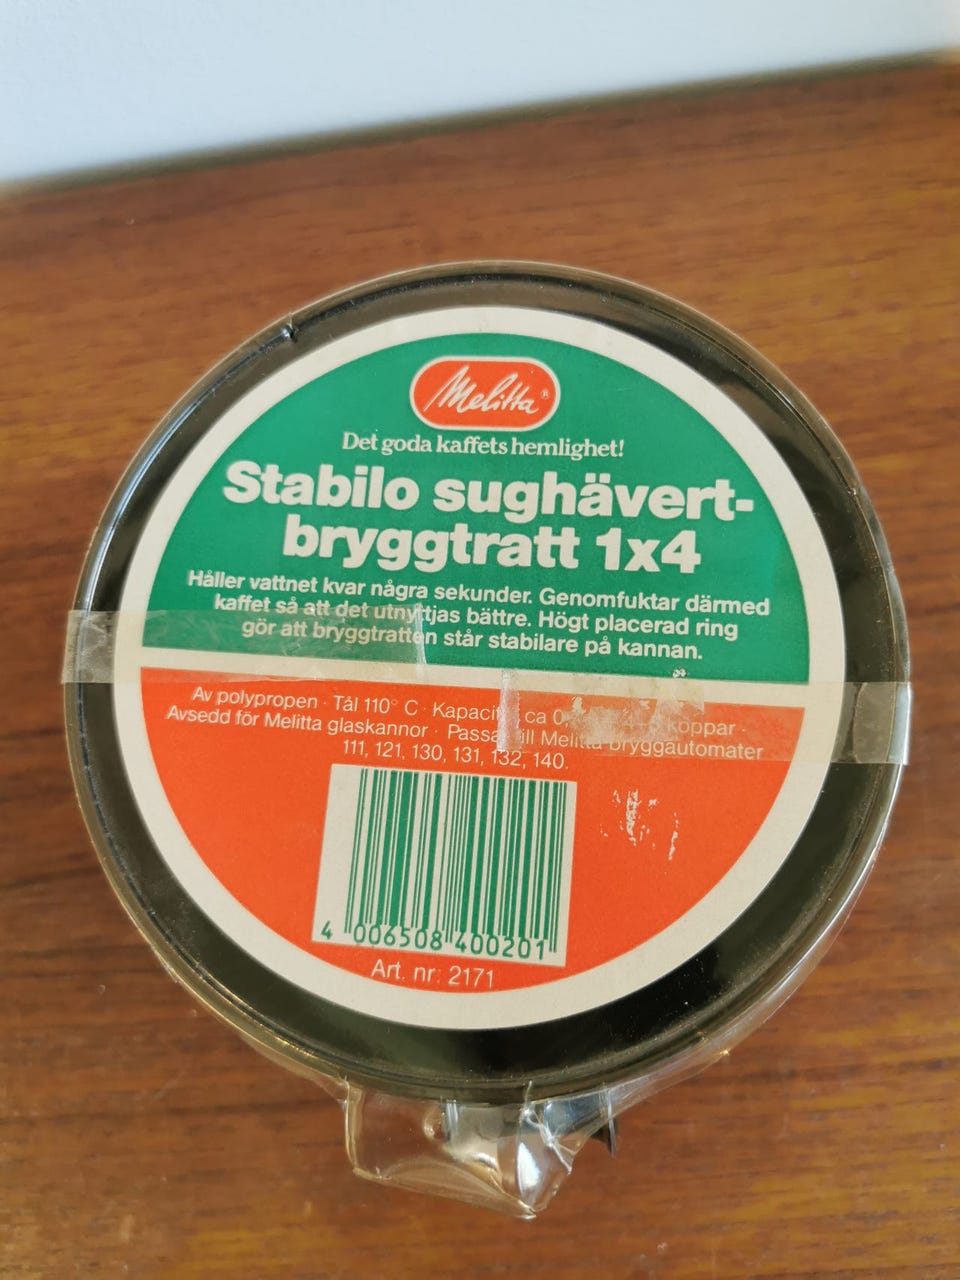 Melitta®
Det goda kaffets hemlighet!
Stabilo sughävert-
bryggtratt 1x4
Håller vattnet kvar några sekunder. Genomfuktar därmed
kaffet så att det utnyttjas bättre. Högt placerad ring
gör att bryggtratten står stabilare på kannan.
Av polypropen · Tål 110° C · Kapacitet ca koppar ·
Avsedd för Melitta glaskannor · Passar till Melitta bryggautomater
111, 121, 130, 131, 132, 140.
4 006508 400201
Art. nr: 2171